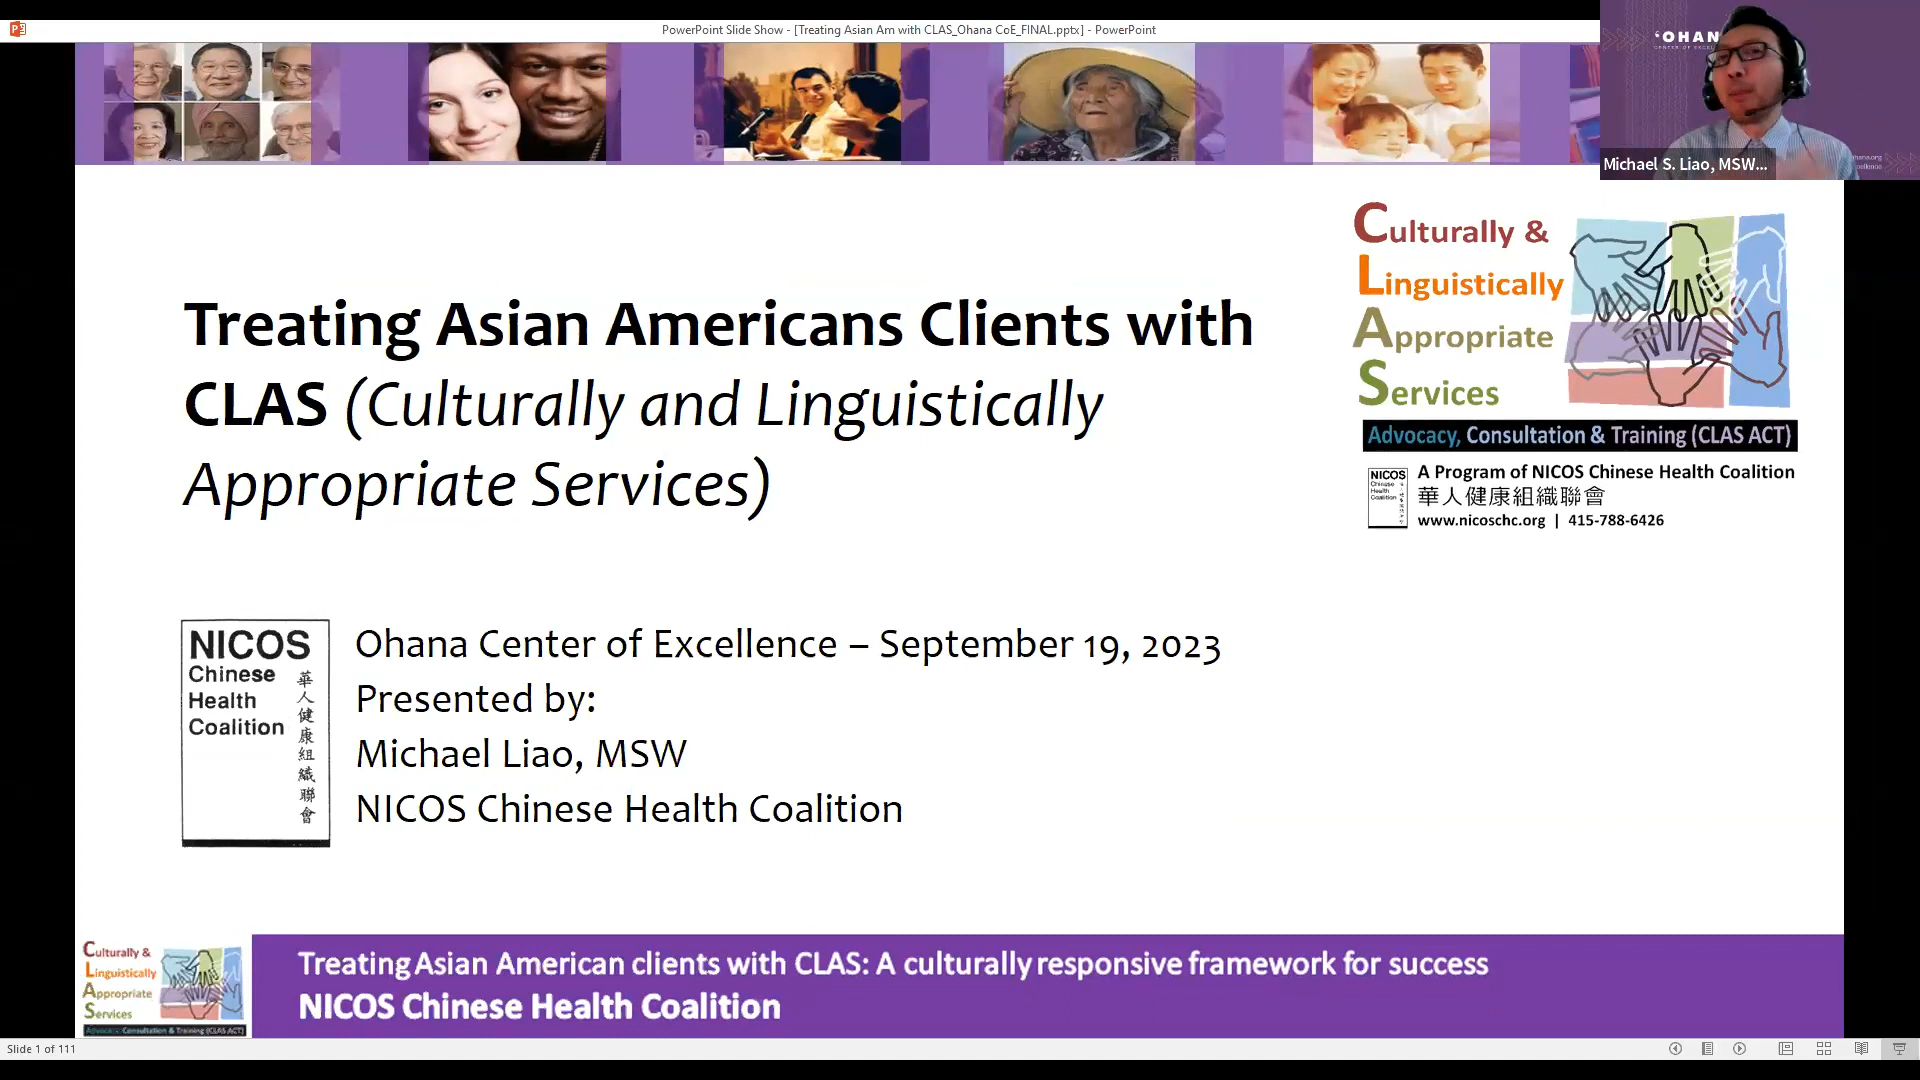 PowerPoint Slide Show - [Treating Asian Am with CLAS_Ohana CoE_FINAL.pptx] - PowerPoint
ʻOHAN
Michael S. Liao, MSW...
Culturally &
Linguistically
Appropriate
Services
Advocacy, Consultation & Training (CLAS ACT)
NICOS
Chinese
Health
Coalition
A Program of NICOS Chinese Health Coalition
華人健康組織聯會
www.nicoschc.org | 415-788-6426
Treating Asian Americans Clients with
CLAS (Culturally and Linguistically
Appropriate Services)
NICOS
Chinese
Health
Coalition
華人健康組織聯會
Ohana Center of Excellence – September 19, 2023
Presented by:
Michael Liao, MSW
NICOS Chinese Health Coalition
Culturally &
Linguistically
Appropriate
Services
Consultation & Training (CLAS ACT)
Treating Asian American clients with CLAS: A culturally responsive framework for success
NICOS Chinese Health Coalition
Slide 1 of 111